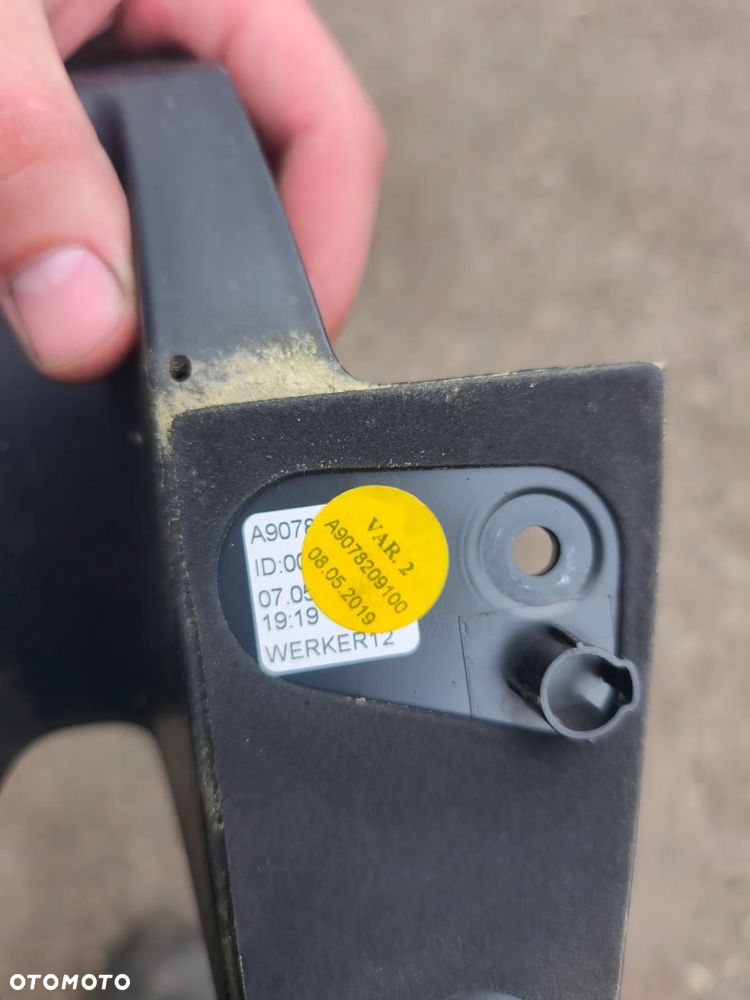 A9078
ID:00
07.05
19:19
WERKER12
VAR. 2
A9078209100
08.05.2019
OTOMOTO